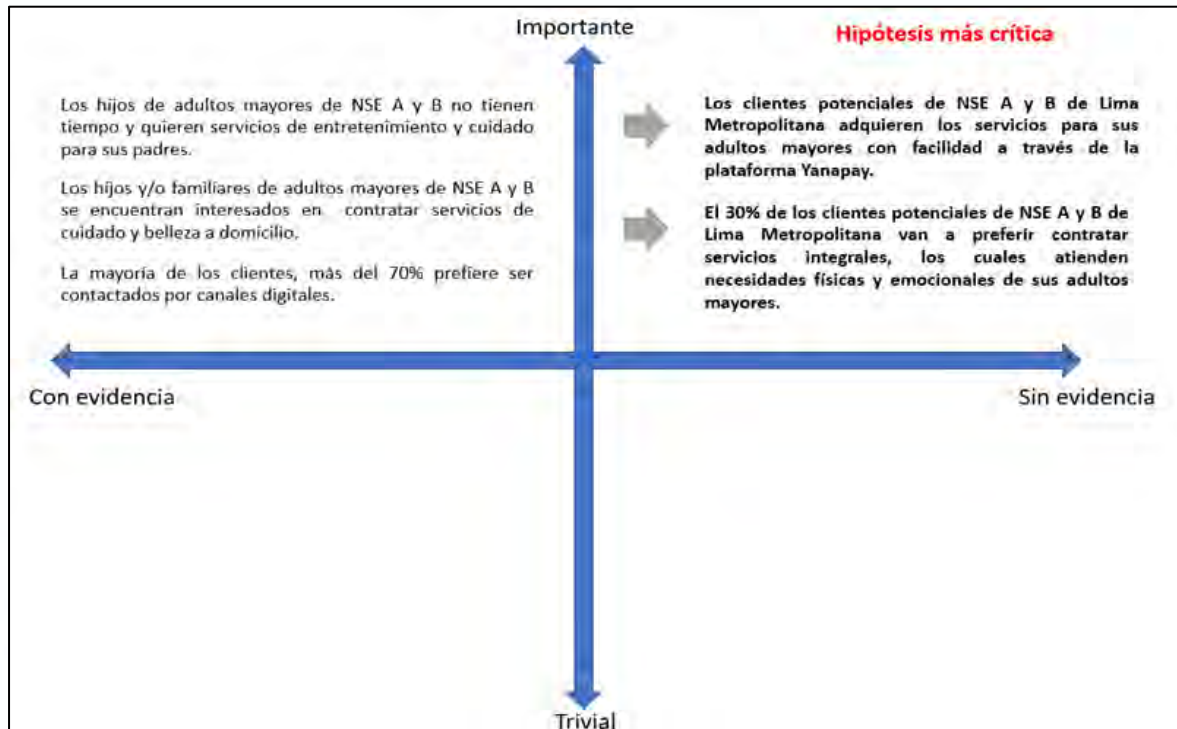 Importante
Hipótesis más crítica
Los hijos de adultos mayores de NSE A y B no tienen
tiempo y quieren servicios de entretenimiento y cuidado
para sus padres.
Los hijos y/o familiares de adultos mayores de NSE A y B
se encuentran interesados en contratar servicios de
cuidado y belleza a domicilio.
La mayoría de los clientes, más del 70% prefiere ser
contactados por canales digitales.
Los clientes potenciales de NSE A y B de Lima
Metropolitana adquieren los servicios para sus
adultos mayores con facilidad a través de la
plataforma Yanapay.
El 30% de los clientes potenciales de NSE A y B de
Lima Metropolitana van a preferir contratar
servicios integrales, los cuales atienden
necesidades físicas y emocionales de sus adultos
mayores.
Con evidencia
Sin evidencia
Trivial